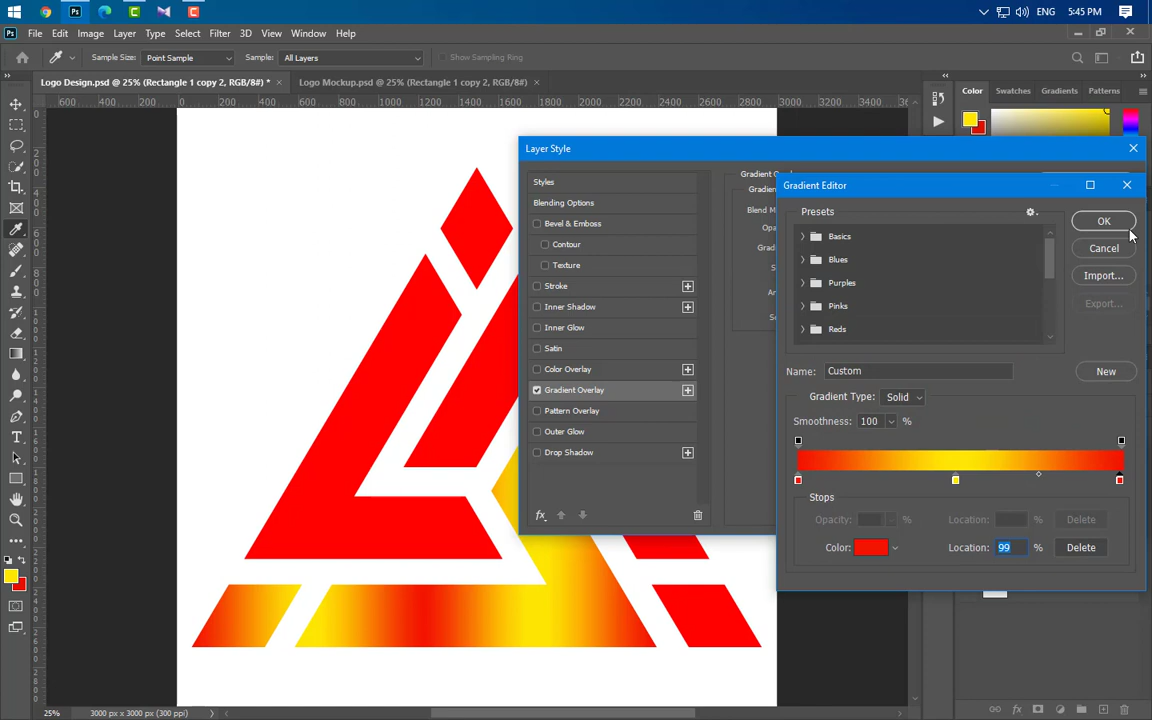 ENG 5:45 PM
Ps File Edit Image Layer Type Select Filter 3D View Window Help
Sample Size: Point Sample Sample: All Layers Show Sampling Ring
Logo Design.psd @ 25% (Rectangle 1 copy 2, RGB/8#) * Logo Mockup.psd @ 25% (Rectangle 1 copy 2, RGB/8#)
Color Swatches Gradients Patterns
600 400 200 0 200 400 600 800 1000 1200 1400 1600 1800 2000 2200 2400 2600 2800 3000 3200 3400
Layer Style
Gradient Editor
Styles
Blending Options
Bevel & Emboss
Contour
Texture
Stroke
Inner Shadow
Inner Glow
Satin
Color Overlay
Gradient Overlay
Pattern Overlay
Outer Glow
Drop Shadow
fx
Presets
Basics
Blues
Purples
Pinks
Reds
OK
Cancel
Import...
Export...
Name: Custom New
Gradient Type: Solid
Smoothness: 100 %
Stops
Opacity: % Location: % Delete
Color: Location: 99 % Delete
25% 3000 px x 3000 px (300 ppi)